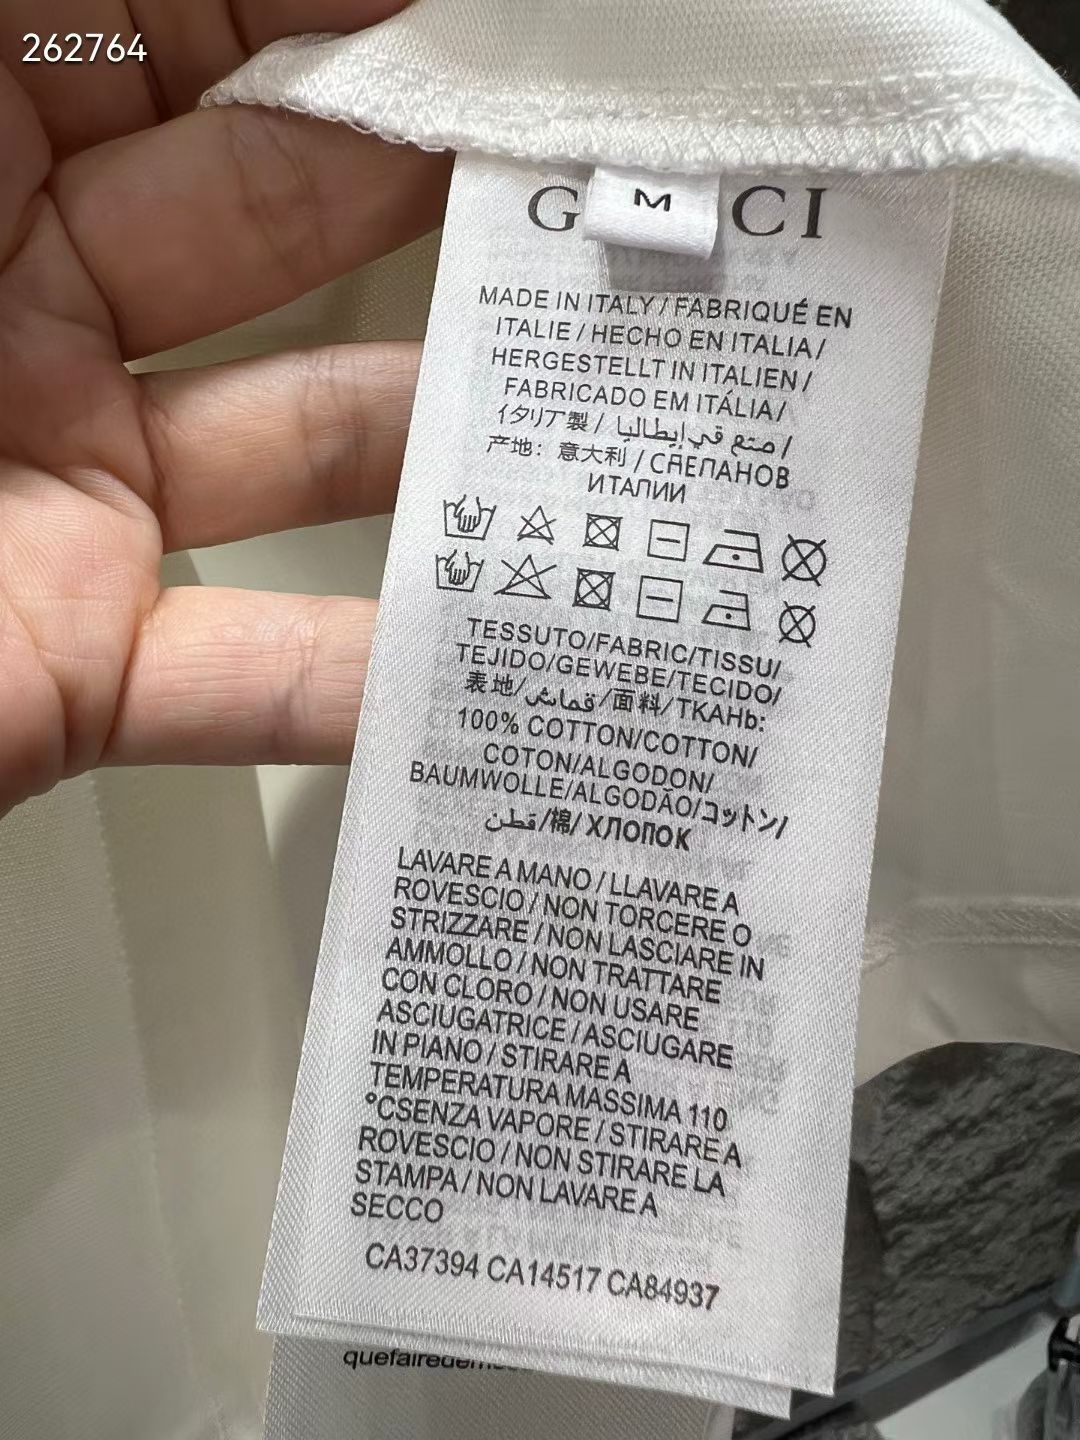 262764
M
G CI
MADE IN ITALY / FABRIQUÉ EN
ITALIE / HECHO EN ITALIA /
HERGESTELLT IN ITALIEN /
FABRICADO EM ITÁLIA /
イタリア製 / صنع في إيطاليا /
产地：意大利 / СДЕПАНОВ
ИТАПИИ
TESSUTO/FABRIC/TISSU/
TEJIDO/GEWEBE/TECIDO/
表地/قماش/面料/TKAHb:
100% COTTON/COTTON/
COTON/ALGODON/
BAUMWOLLE/ALGODÃO/コットン/
قطن/棉/ ХЛОПОК
LAVARE A MANO / LLAVARE A
ROVESCIO / NON TORCERE O
STRIZZARE / NON LASCIARE IN
AMMOLLO / NON TRATTARE
CON CLORO / NON USARE
ASCIUGATRICE / ASCIUGARE
IN PIANO / STIRARE A
TEMPERATURA MASSIMA 110
°CSENZA VAPORE / STIRARE A
ROVESCIO / NON STIRARE LA
STAMPA / NON LAVARE A
SECCO
CA37394 CA14517 CA84937